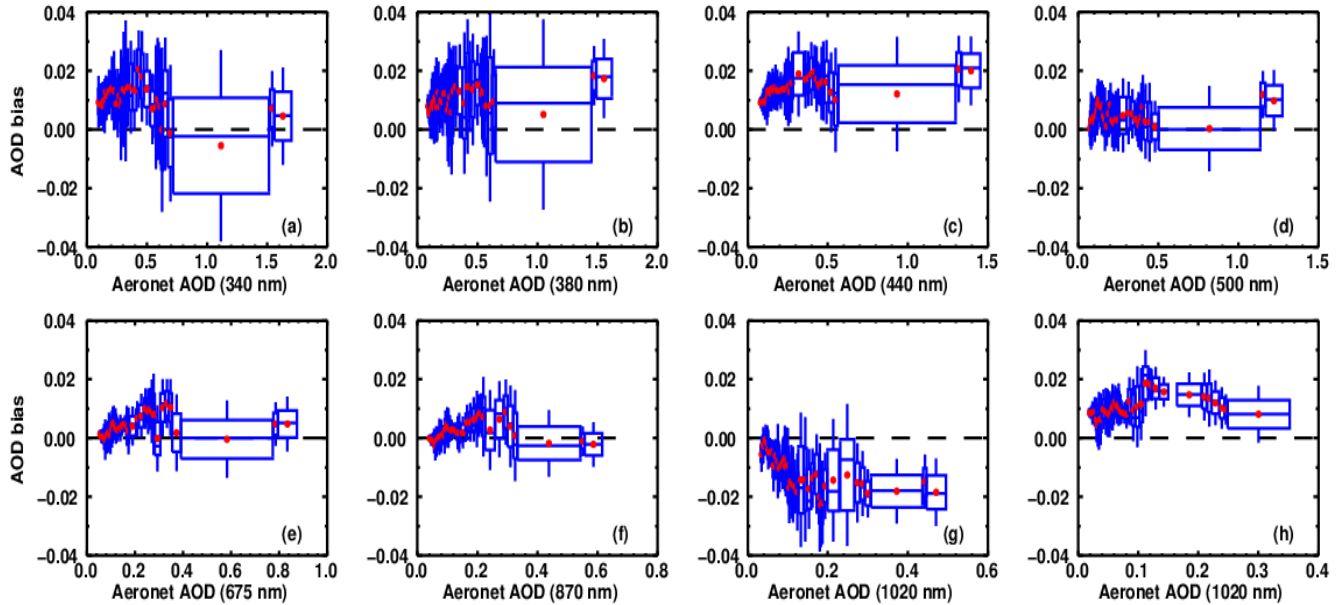 0.04
0.02
0.00
−0.02
−0.04
AOD bias
(a)
0.0 0.5 1.0 1.5 2.0
Aeronet AOD (340 nm)
0.04
0.02
0.00
−0.02
−0.04
(b)
0.0 0.5 1.0 1.5 2.0
Aeronet AOD (380 nm)
0.04
0.02
0.00
−0.02
−0.04
(c)
0.0 0.5 1.0 1.5
Aeronet AOD (440 nm)
0.04
0.02
0.00
−0.02
−0.04
(d)
0.0 0.5 1.0 1.5
Aeronet AOD (500 nm)
0.04
0.02
0.00
−0.02
−0.04
AOD bias
(e)
0.0 0.2 0.4 0.6 0.8 1.0
Aeronet AOD (675 nm)
0.04
0.02
0.00
−0.02
−0.04
(f)
0.0 0.2 0.4 0.6 0.8
Aeronet AOD (870 nm)
0.04
0.02
0.00
−0.02
−0.04
(g)
0.0 0.2 0.4 0.6
Aeronet AOD (1020 nm)
0.04
0.02
0.00
−0.02
−0.04
(h)
0.0 0.1 0.2 0.3 0.4
Aeronet AOD (1020 nm)